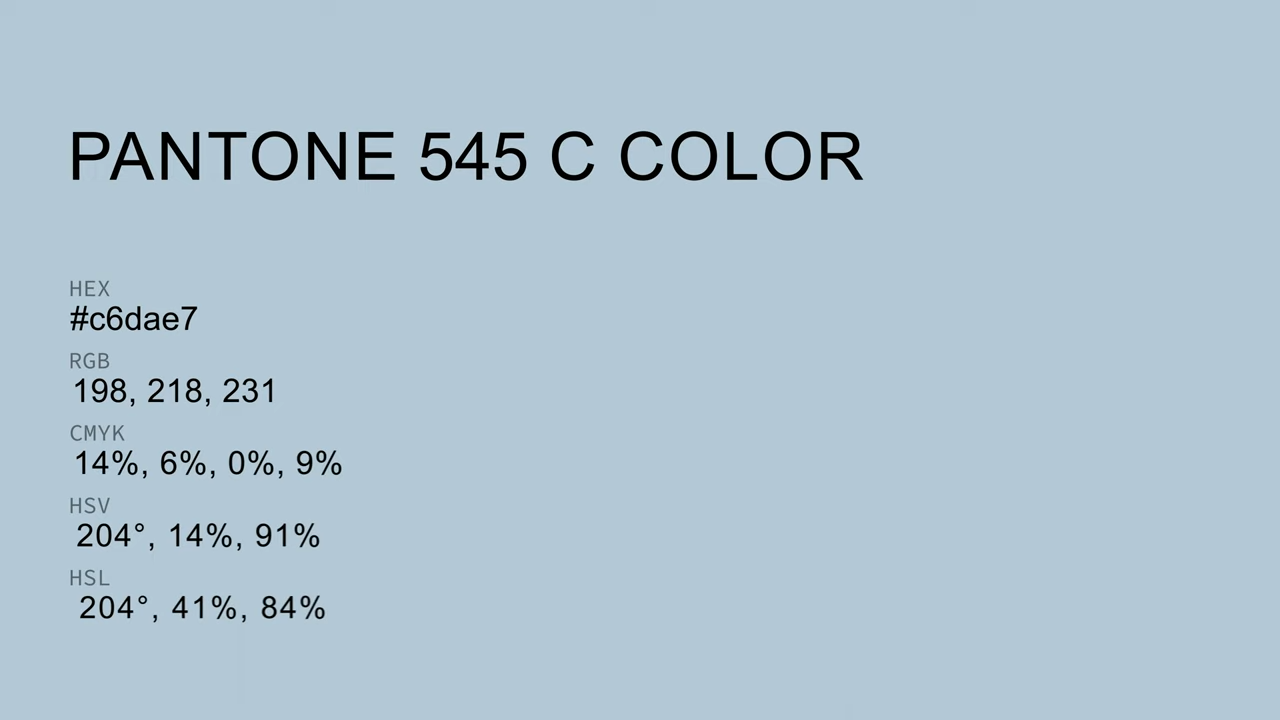 PANTONE 545 C COLOR
HEX
#c6dae7
RGB
198, 218, 231
CMYK
14%, 6%, 0%, 9%
HSV
204°, 14%, 91%
HSL
204°, 41%, 84%